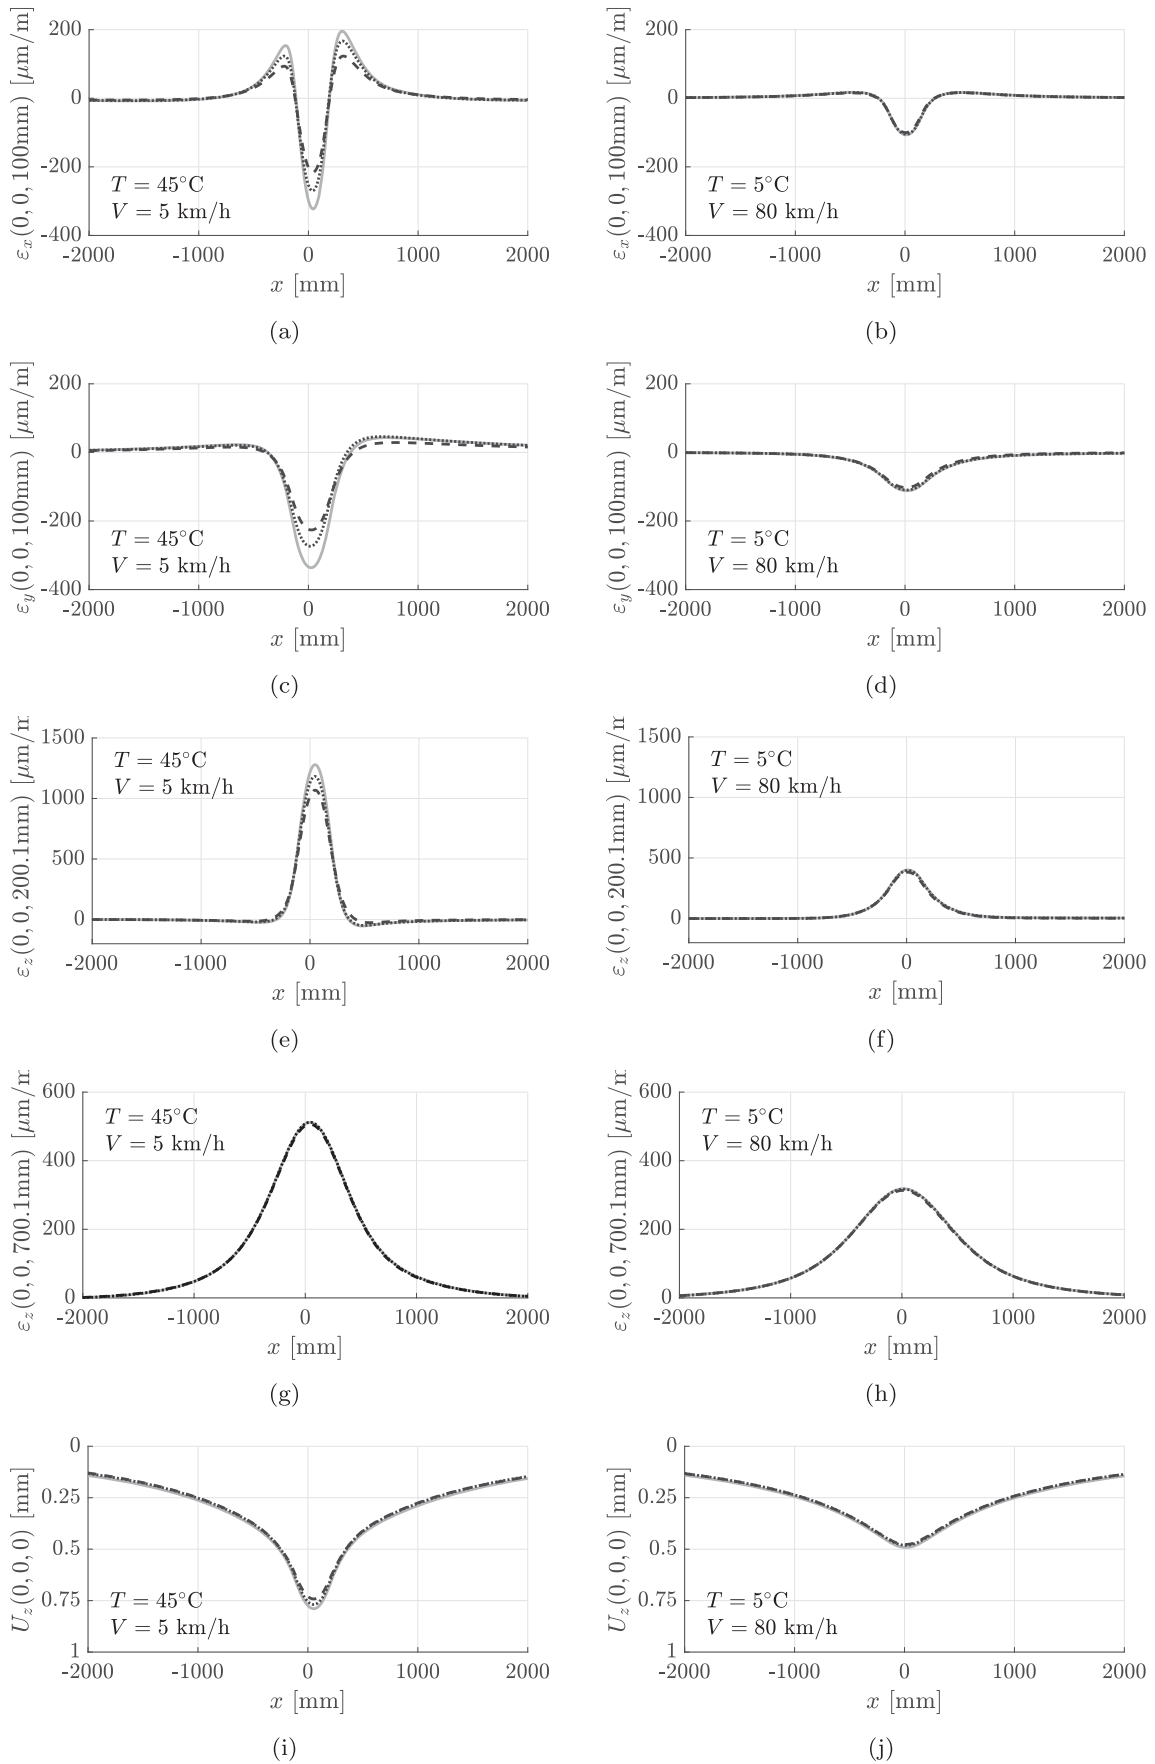 εx(0, 0, 100mm) [µm/m]
200
0
-200
-400
T = 45°C
V = 5 km/h
-2000 -1000 0 1000 2000
x [mm]
(a)
εx(0, 0, 100mm) [µm/m]
200
0
-200
-400
T = 5°C
V = 80 km/h
-2000 -1000 0 1000 2000
x [mm]
(b)
εy(0, 0, 100mm) [µm/m]
200
0
-200
-400
T = 45°C
V = 5 km/h
-2000 -1000 0 1000 2000
x [mm]
(c)
εy(0, 0, 100mm) [µm/m]
200
0
-200
-400
T = 5°C
V = 80 km/h
-2000 -1000 0 1000 2000
x [mm]
(d)
εz(0, 0, 200.1mm) [µm/m
1500
1000
500
0
T = 45°C
V = 5 km/h
-2000 -1000 0 1000 2000
x [mm]
(e)
εz(0, 0, 200.1mm) [µm/m
1500
1000
500
0
T = 5°C
V = 80 km/h
-2000 -1000 0 1000 2000
x [mm]
(f)
εz(0, 0, 700.1mm) [µm/m
600
400
200
0
T = 45°C
V = 5 km/h
-2000 -1000 0 1000 2000
x [mm]
(g)
εz(0, 0, 700.1mm) [µm/m
600
400
200
0
T = 5°C
V = 80 km/h
-2000 -1000 0 1000 2000
x [mm]
(h)
Uz(0, 0, 0) [mm]
0
0.25
0.5
0.75
1
T = 45°C
V = 5 km/h
-2000 -1000 0 1000 2000
x [mm]
(i)
Uz(0, 0, 0) [mm]
0
0.25
0.5
0.75
1
T = 5°C
V = 80 km/h
-2000 -1000 0 1000 2000
x [mm]
(j)